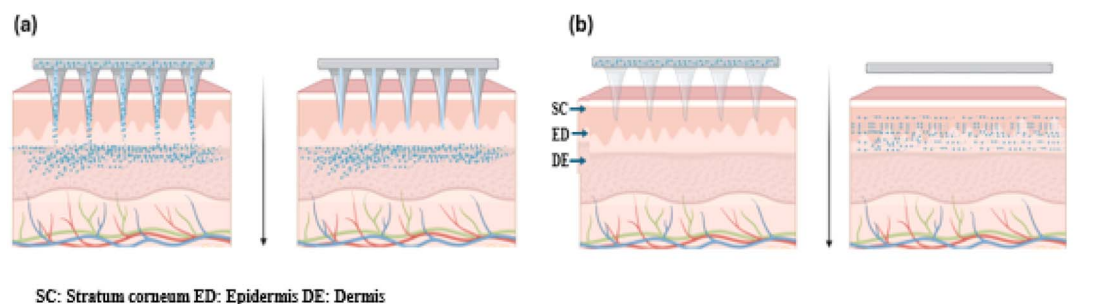 (a)
(b)
SC
ED
DE
SC: Stratum corneum ED: Epidermis DE: Dermis